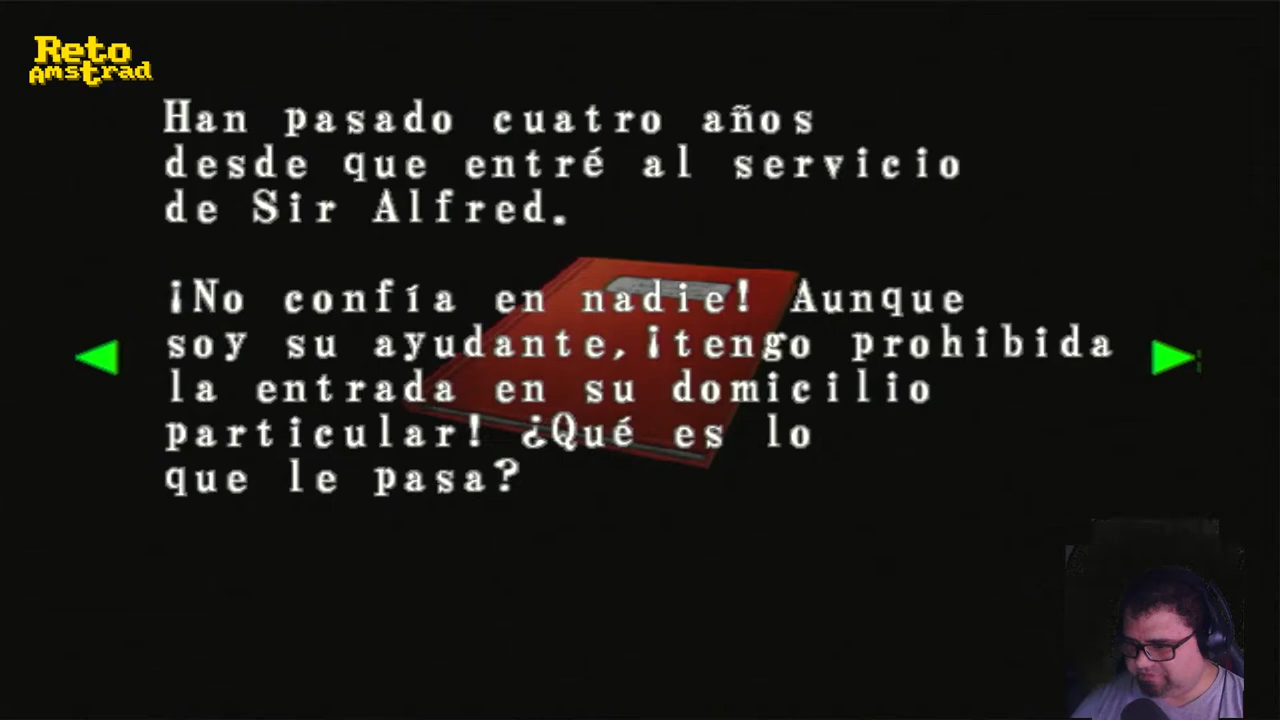 Reto
Amstrad
Han pasado cuatro años
desde que entré al servicio
de Sir Alfred.
¡No confía en nadie! Aunque
soy su ayudante,¡tengo prohibida
la entrada en su domicilio
particular! ¿Qué es lo
que le pasa?